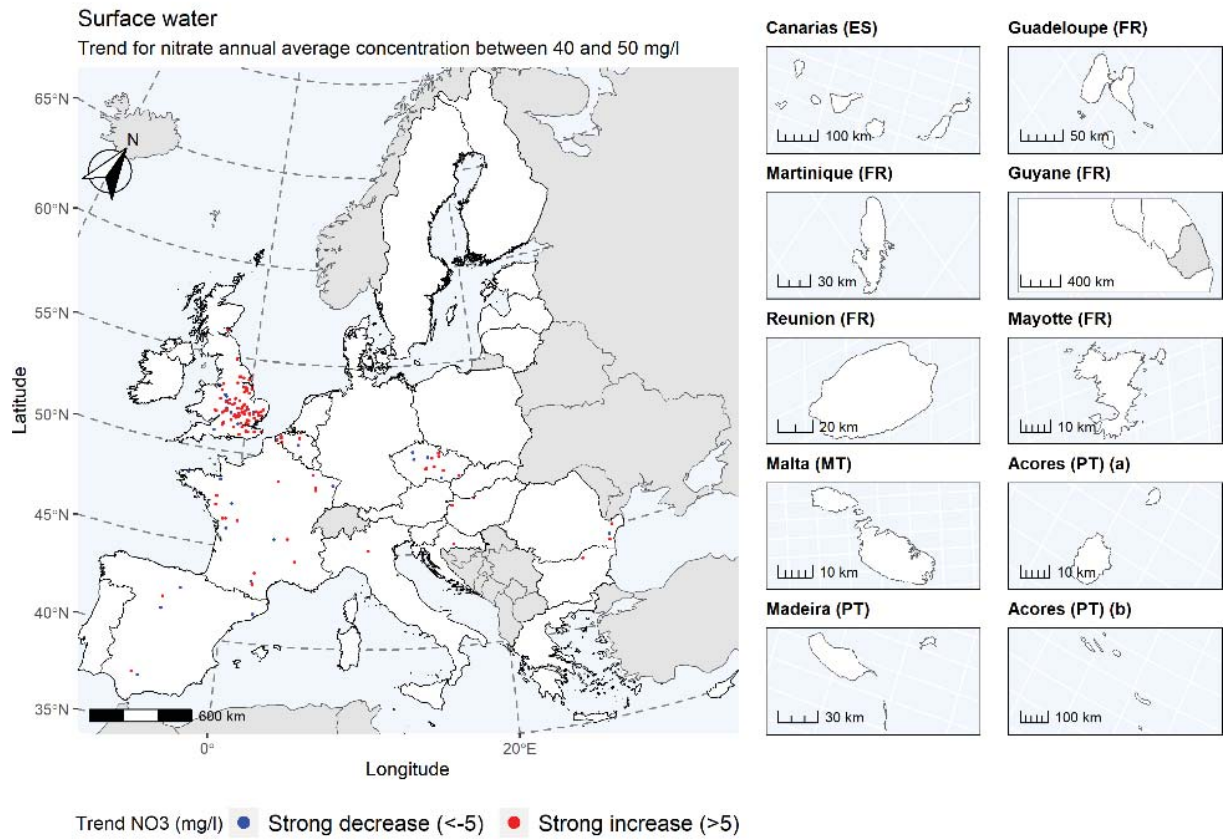 Surface water
Trend for nitrate annual average concentration between 40 and 50 mg/l
65°N
60°N
55°N
50°N
45°N
40°N
35°N
Latitude
N
600 km
0°
20°E
Longitude
Canarias (ES)
100 km
Guadeloupe (FR)
50 km
Martinique (FR)
30 km
Guyane (FR)
400 km
Reunion (FR)
20 km
Mayotte (FR)
10 km
Malta (MT)
10 km
Acores (PT) (a)
10 km
Madeira (PT)
30 km
Acores (PT) (b)
100 km
Trend NO3 (mg/l) Strong decrease (<-5) Strong increase (>5)